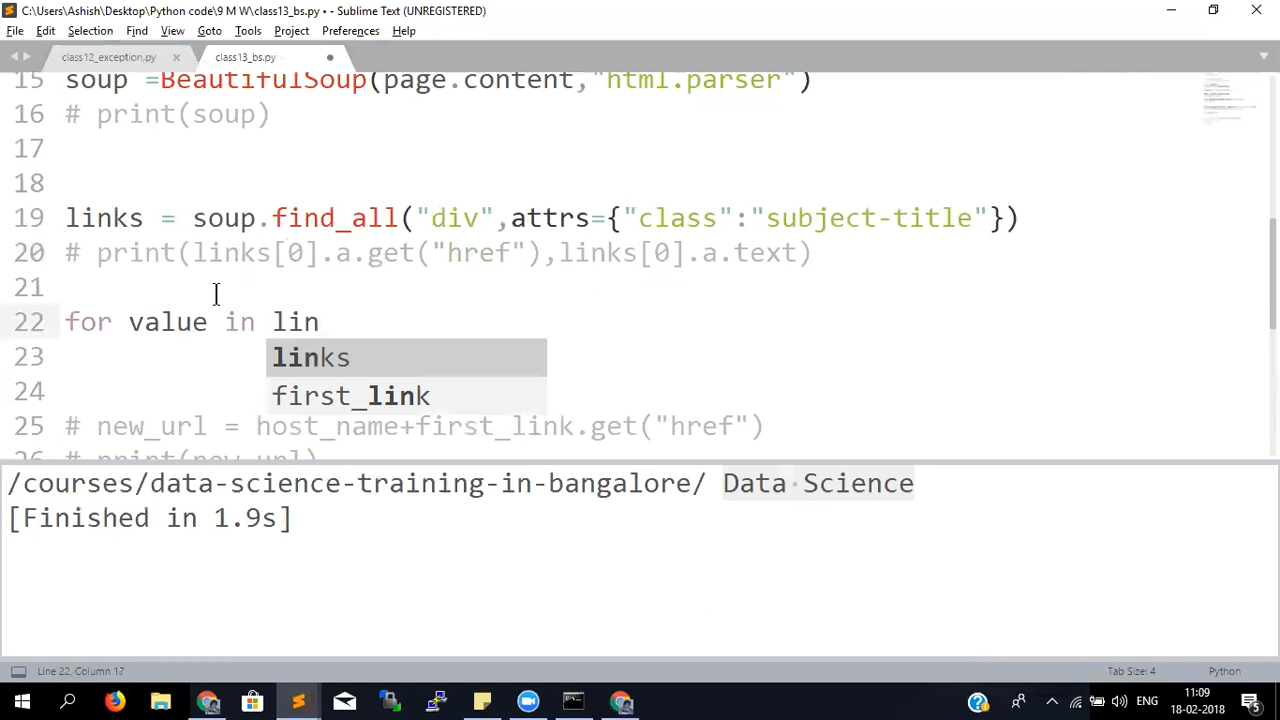 C:\Users\Ashish\Desktop\Python code\9 M W\class13_bs.py • - Sublime Text (UNREGISTERED)
File Edit Selection Find View Goto Tools Project Preferences Help
class12_exception.py class13_bs.py
15 soup =BeautifulSoup(page.content,"html.parser")
16 # print(soup)
17
18
19 links = soup.find_all("div",attrs={"class":"subject-title"})
20 # print(links[0].a.get("href"),links[0].a.text)
21
22 for value in lin
23 links
24 first_link
25 # new_url = host_name+first_link.get("href")
26 # print(new_url)
/courses/data-science-training-in-bangalore/ Data Science
[Finished in 1.9s]
Line 22, Column 17 Tab Size: 4 Python
ENG 11:09
18-02-2018 5